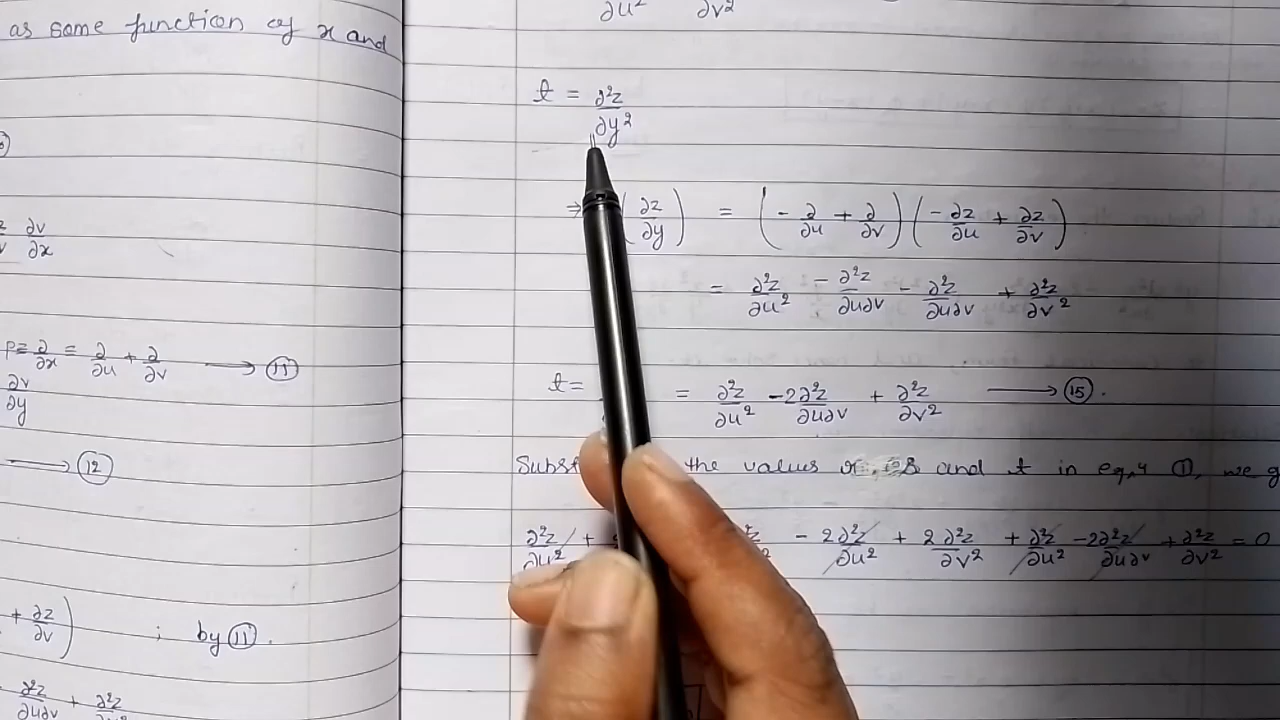 as some function of x and
∂v/∂x
p = ∂/∂x = ∂/∂u + ∂/∂v ⟶ ⑪
∂v/∂y
⟶ ⑫
+ ∂z/∂v) ; by ⑪.
∂²z/∂u∂v + ∂²z
∂u² ∂v²
t = ∂²z/∂y²
⇒ (∂z/∂y) = (-∂/∂u + ∂/∂v)(-∂z/∂u + ∂z/∂v)
= ∂²z/∂u² - ∂²z/∂u∂v - ∂²z/∂u∂v + ∂²z/∂v²
t = = ∂²z/∂u² - 2∂²z/∂u∂v + ∂²z/∂v² ⟶ ⑮.
the values and t in eqn ①, we
∂²z/∂u² + - 2∂²z/∂u² + 2∂²z/∂v² + ∂²z/∂u² - 2∂²z/∂u∂v + ∂²z/∂v² = 0